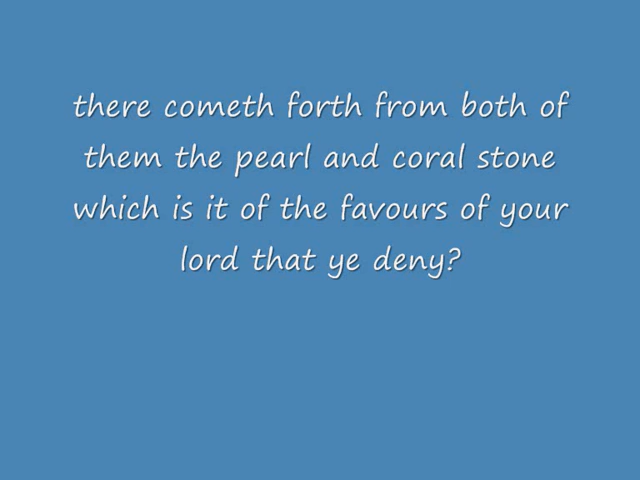 there cometh forth from both of
them the pearl and coral stone
which is it of the favours of your
lord that ye deny?